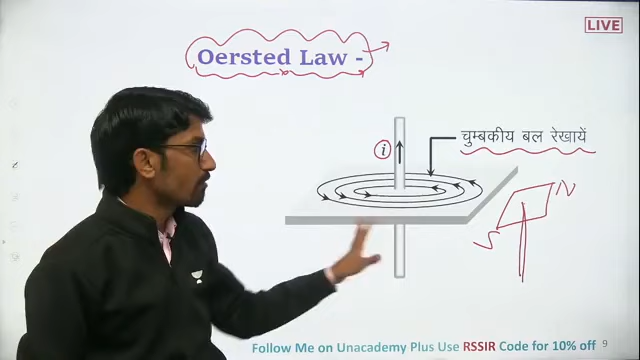 LIVE
Oersted Law -
i
चुम्बकीय बल रेखायें
N
S
Follow Me on Unacademy Plus Use RSSIR Code for 10% off 9